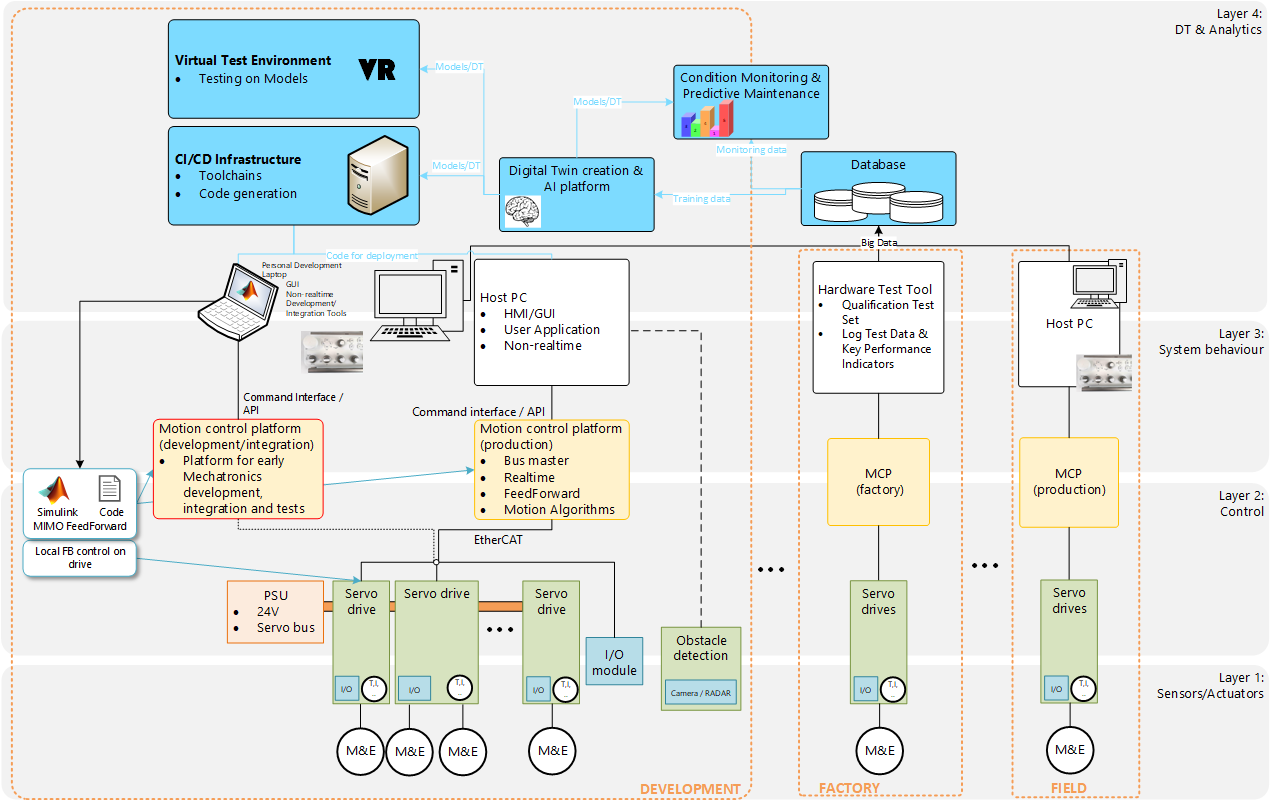 Layer 4:
DT & Analytics
Virtual Test Environment
• Testing on Models
VR
Models/DT
Condition Monitoring &
Predictive Maintenance
Models/DT
CI/CD Infrastructure
• Toolchains
• Code generation
Models/DT
Digital Twin creation &
AI platform
Monitoring data
Database
Training data
Big Data
Code for deployment
Personal Development
Laptop
GUI
Non-realtime
Development/
Integration Tools
Host PC
• HMI/GUI
• User Application
• Non-realtime
Hardware Test Tool
• Qualification Test
Set
• Log Test Data &
Key Performance
Indicators
Host PC
Layer 3:
System behaviour
Command Interface /
API
Command interface / API
Motion control platform
(development/integration)
• Platform for early
Mechatronics
development,
integration and tests
Motion control platform
(production)
• Bus master
• Realtime
• FeedForward
• Motion Algorithms
MCP
(factory)
MCP
(production)
Simulink
Code
MIMO FeedForward
Layer 2:
Control
Local FB control on
drive
EtherCAT
PSU
• 24V
• Servo bus
Servo
drive
Servo drive
Servo
drive
I/O
module
Obstacle
detection
Camera / RADAR
Servo
drives
Servo
drives
I/O
T,I,
...
I/O
T,I,
...
I/O
T,I,
...
I/O
T,I,
...
I/O
T,I,
...
Layer 1:
Sensors/Actuators
M&E
M&E
M&E
M&E
M&E
M&E
DEVELOPMENT
FACTORY
FIELD